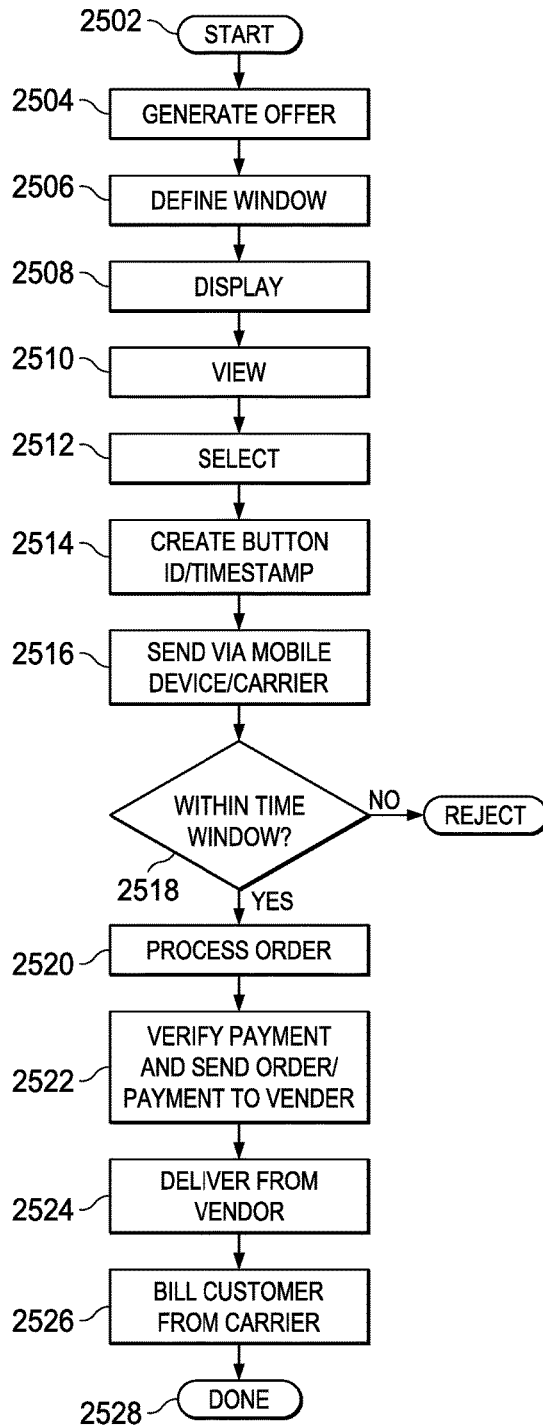 2502
START
2504
GENERATE OFFER
2506
DEFINE WINDOW
2508
DISPLAY
2510
VIEW
2512
SELECT
2514
CREATE BUTTON
ID/TIMESTAMP
2516
SEND VIA MOBILE
DEVICE/CARRIER
WITHIN TIME
WINDOW?
NO
REJECT
2518
YES
2520
PROCESS ORDER
2522
VERIFY PAYMENT
AND SEND ORDER/
PAYMENT TO VENDER
2524
DELIVER FROM
VENDOR
2526
BILL CUSTOMER
FROM CARRIER
2528
DONE